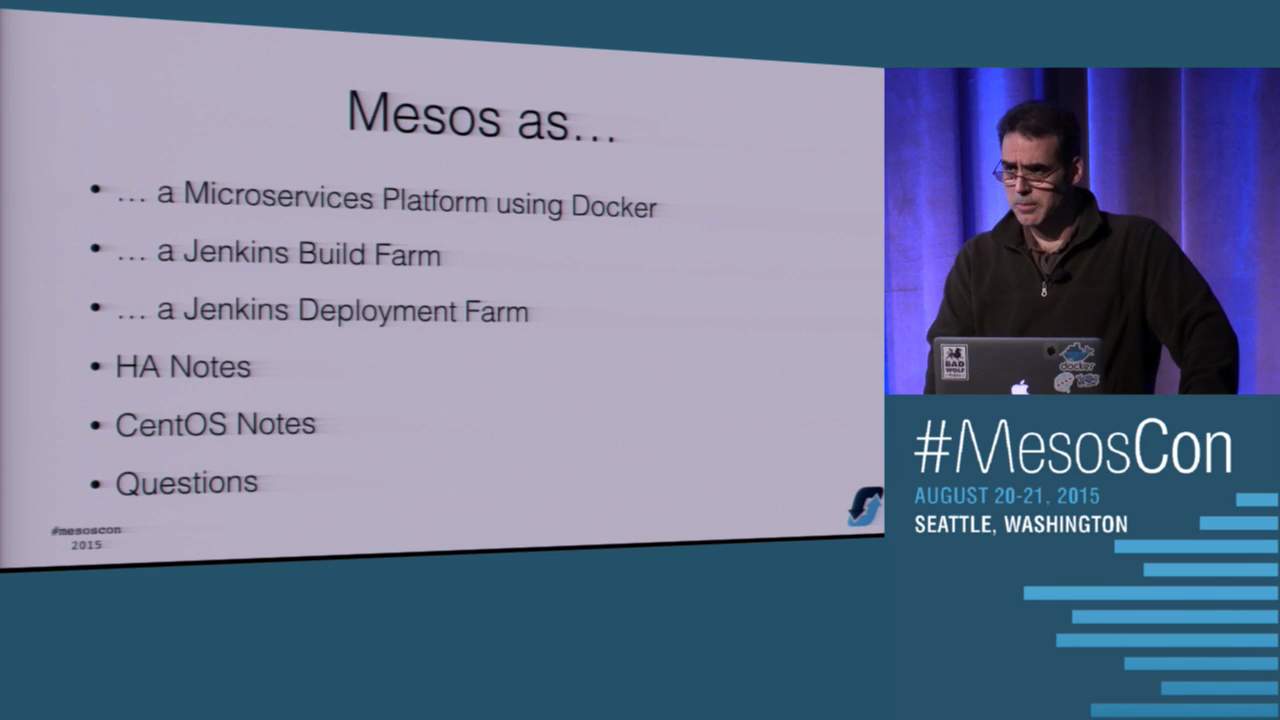 Mesos as...
• ... a Microservices Platform using Docker
• ... a Jenkins Build Farm
• ... a Jenkins Deployment Farm
• HA Notes
• CentOS Notes
• Questions
#mesoscon
2015
BAD
WOLF
docker
#MesosCon
AUGUST 20-21, 2015
SEATTLE, WASHINGTON